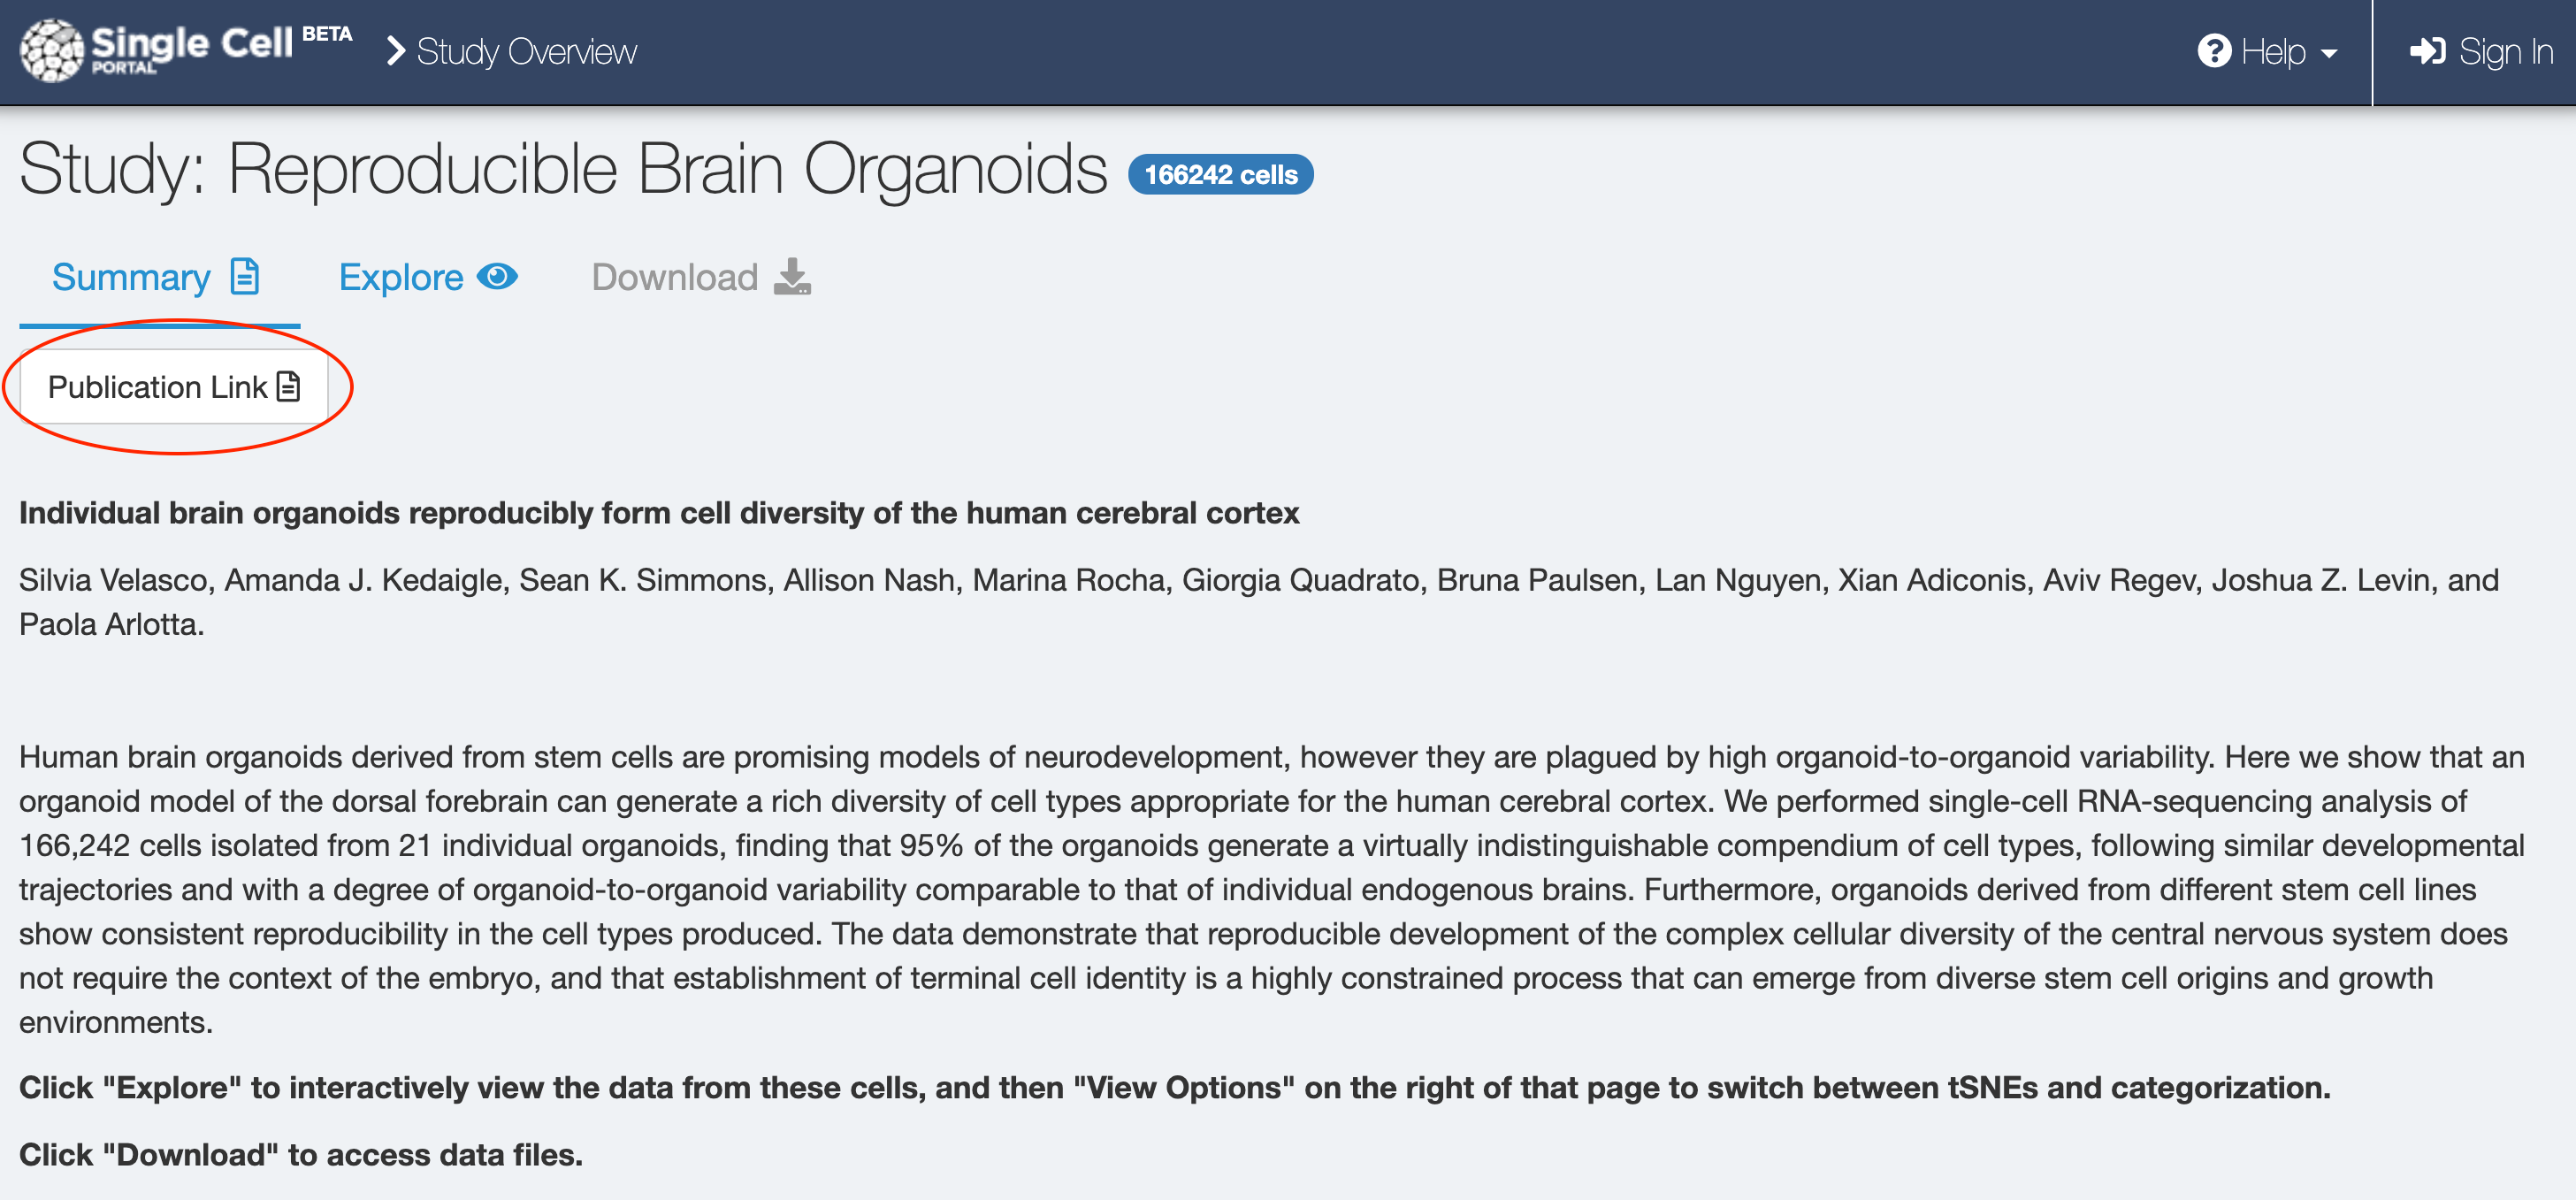 Single Cell BETA
PORTAL
Study Overview
Help
Sign In
Study: Reproducible Brain Organoids 166242 cells
Summary Explore Download
Publication Link
Individual brain organoids reproducibly form cell diversity of the human cerebral cortex
Silvia Velasco, Amanda J. Kedaigle, Sean K. Simmons, Allison Nash, Marina Rocha, Giorgia Quadrato, Bruna Paulsen, Lan Nguyen, Xian Adiconis, Aviv Regev, Joshua Z. Levin, and
Paola Arlotta.
Human brain organoids derived from stem cells are promising models of neurodevelopment, however they are plagued by high organoid-to-organoid variability. Here we show that an
organoid model of the dorsal forebrain can generate a rich diversity of cell types appropriate for the human cerebral cortex. We performed single-cell RNA-sequencing analysis of
166,242 cells isolated from 21 individual organoids, finding that 95% of the organoids generate a virtually indistinguishable compendium of cell types, following similar developmental
trajectories and with a degree of organoid-to-organoid variability comparable to that of individual endogenous brains. Furthermore, organoids derived from different stem cell lines
show consistent reproducibility in the cell types produced. The data demonstrate that reproducible development of the complex cellular diversity of the central nervous system does
not require the context of the embryo, and that establishment of terminal cell identity is a highly constrained process that can emerge from diverse stem cell origins and growth
environments.
Click "Explore" to interactively view the data from these cells, and then "View Options" on the right of that page to switch between tSNEs and categorization.
Click "Download" to access data files.